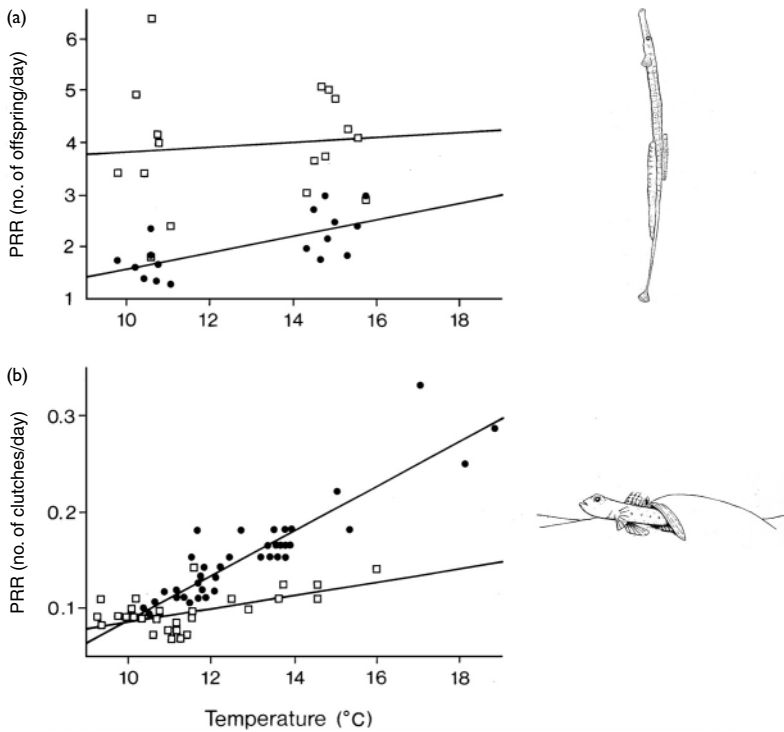 (a)
PRR (no. of offspring/day)
6
5
4
3
2
1
10 12 14 16 18
(b)
PRR (no. of clutches/day)
0.3
0.2
0.1
10 12 14 16 18
Temperature (°C)